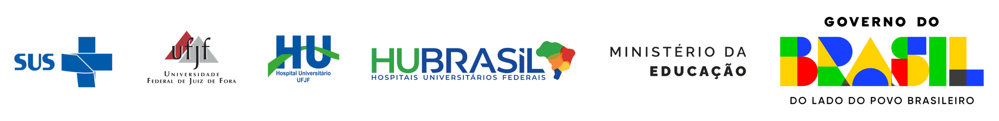 SUS
ufjf
UNIVERSIDADE
FEDERAL DE JUIZ DE FORA
HU
Hospital Universitário
UFJF
HUBRASIL
HOSPITAIS UNIVERSITÁRIOS FEDERAIS
MINISTÉRIO DA
EDUCAÇÃO
GOVERNO DO
BRASIL
DO LADO DO POVO BRASILEIRO